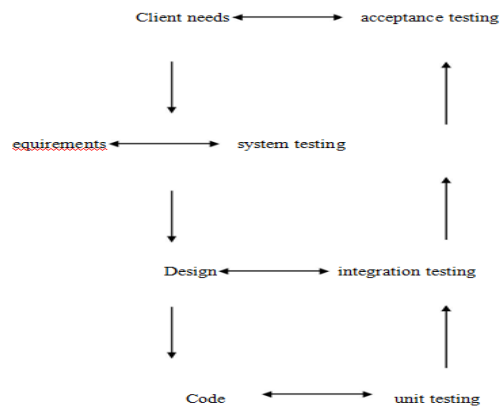 Client needs acceptance testing
equirements system testing
Design integration testing
Code unit testing